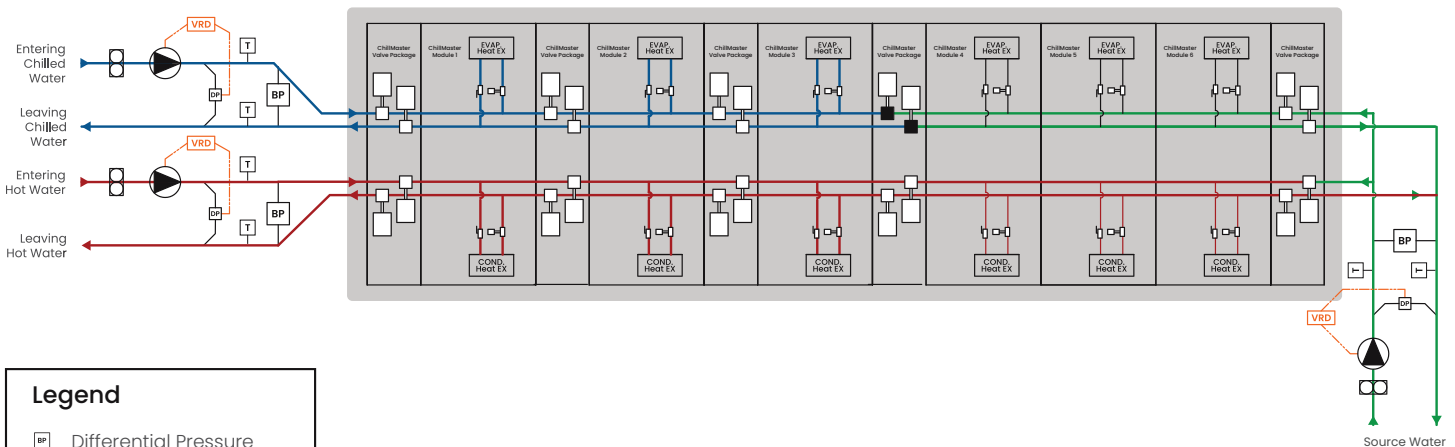 VRD
T
Entering
Chilled
Water
DP
BP
T
Leaving
Chilled
Water
VRD
T
Entering
Hot Water
DP
BP
T
Leaving
Hot Water
ChillMaster
Valve Package
ChillMaster
Module 1
EVAP.
Heat EX
ChillMaster
Valve Package
ChillMaster
Module 2
EVAP.
Heat EX
ChillMaster
Valve Package
ChillMaster
Module 3
EVAP.
Heat EX
ChillMaster
Valve Package
ChillMaster
Module 4
EVAP.
Heat EX
ChillMaster
Module 5
EVAP.
Heat EX
ChillMaster
Module 6
EVAP.
Heat EX
ChillMaster
Valve Package
COND.
Heat EX
COND.
Heat EX
COND.
Heat EX
COND.
Heat EX
COND.
Heat EX
COND.
Heat EX
BP
T
T
DP
VRD
Source Water
Legend
BP Differential Pressure